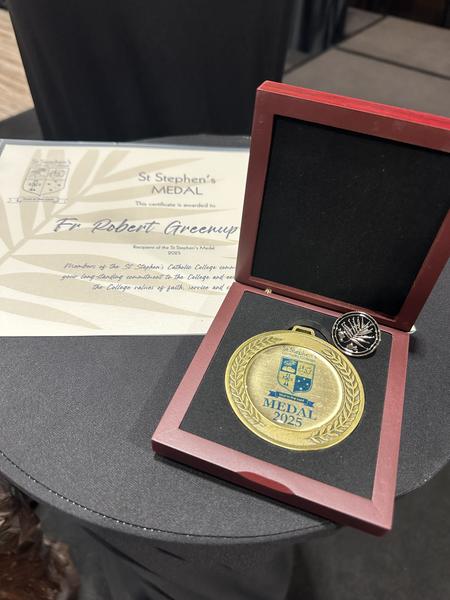 St Stephen's
MEDAL
This certificate is awarded to
Fr Robert Greenup
Recipient of the St Stephen's Medal
2025
Members of the St Stephen's Catholic College
your long-standing commitment to the College and
the College values of faith, service and
St Stephen's
MEDAL
2025